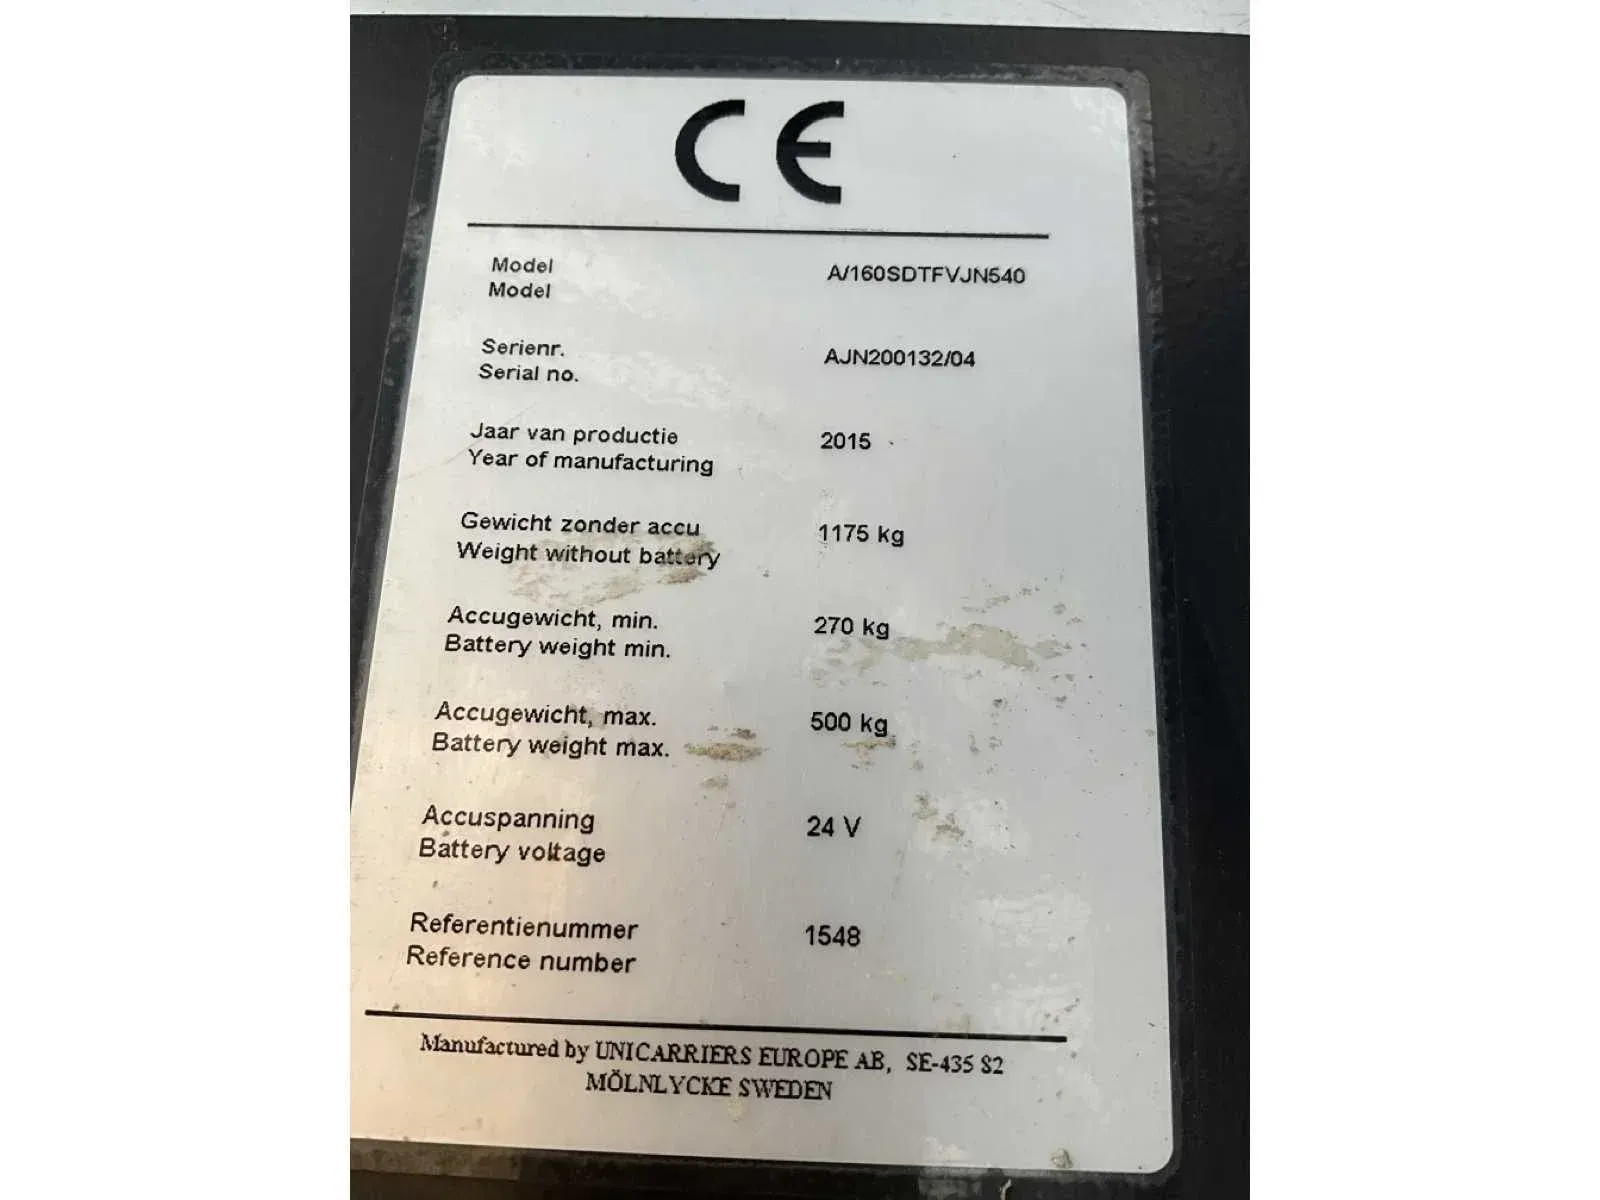 CE
Model A/160SDTFVJN540
Model
Serienr. AJN200132/04
Serial no.
Jaar van productie 2015
Year of manufacturing
Gewicht zonder accu 1175 kg
Weight without battery
Accugewicht, min. 270 kg
Battery weight min.
Accugewicht, max. 500 kg
Battery weight max.
Accuspanning 24 V
Battery voltage
Referentienummer 1548
Reference number
Manufactured by UNICARRIERS EUROPE AB, SE-435 82
MÖLNLYCKE SWEDEN